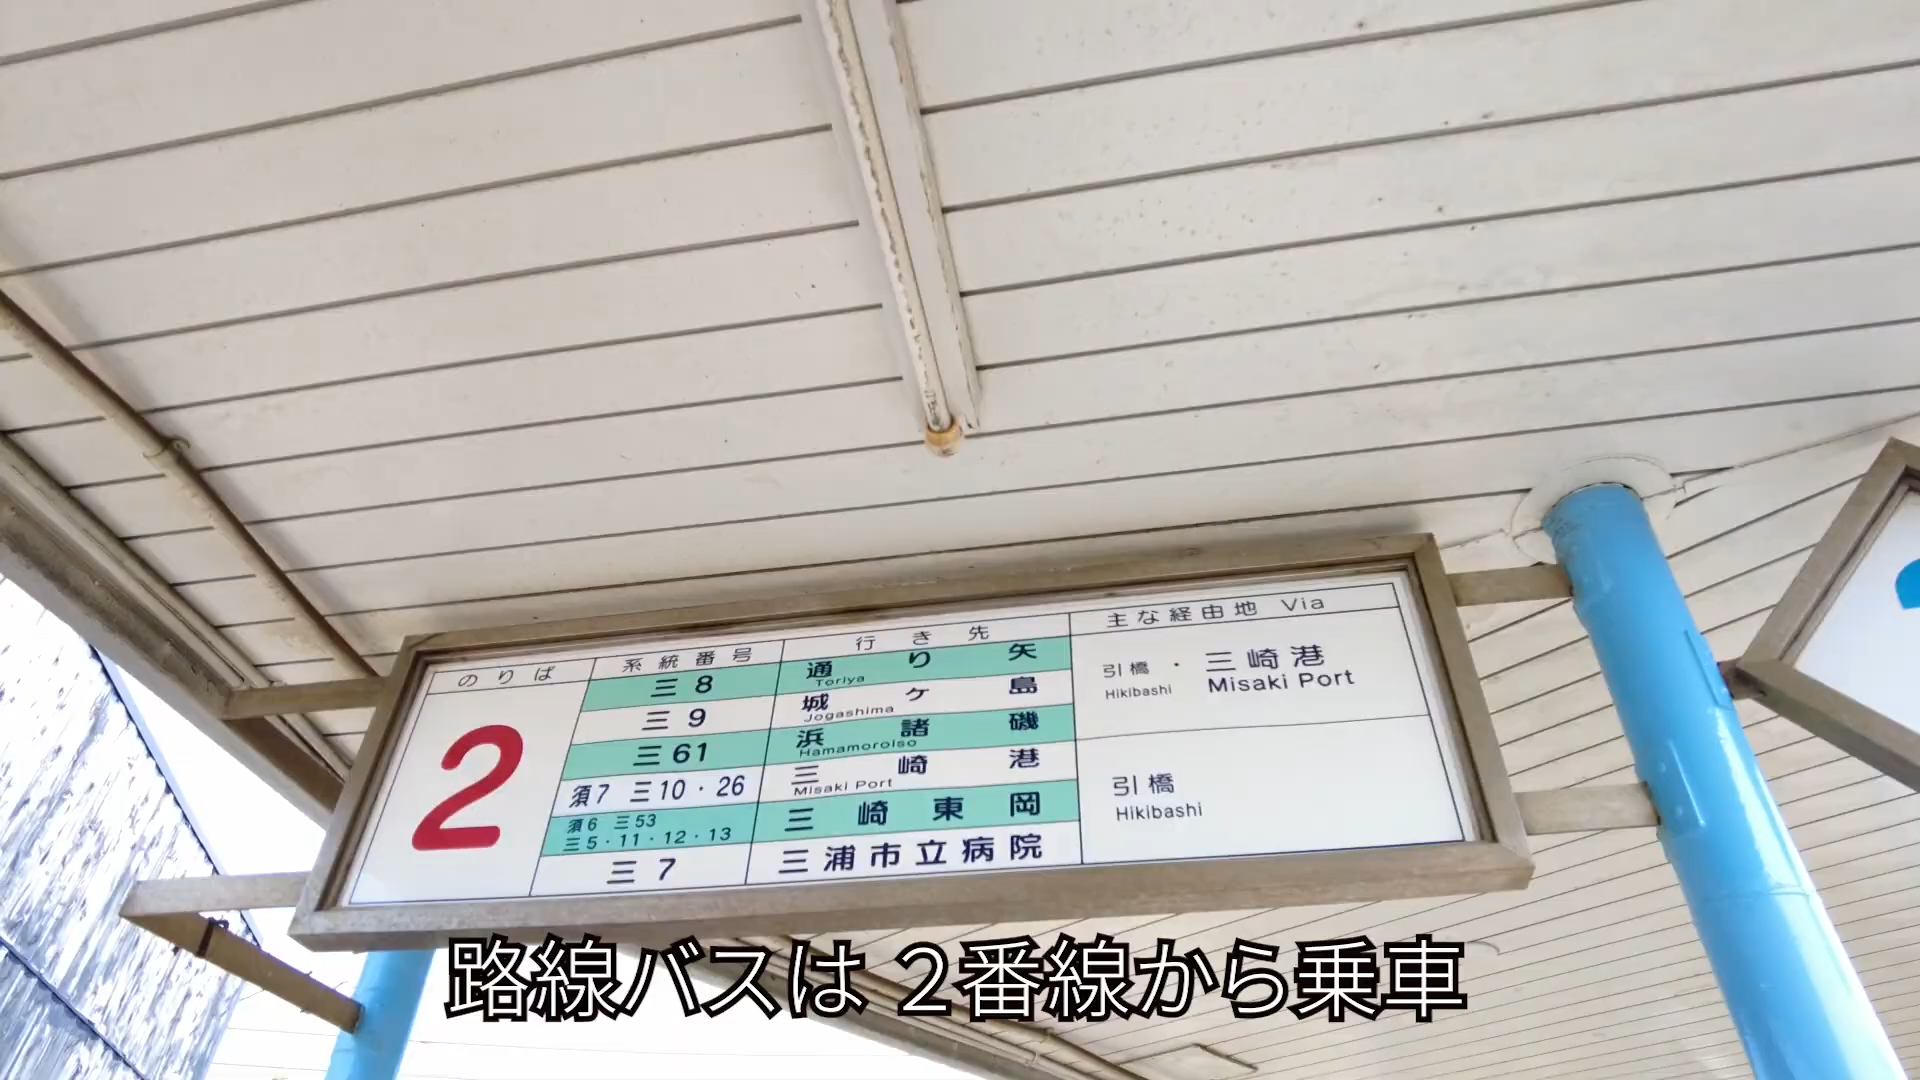 のりば 系統番号 行き先 主な経由地 Via
2
三 8 通り矢
Toriya
三 9 城ヶ島
Jogashima
三 61 浜諸磯
Hamamoroiso
須7 三10・26 三崎港
Misaki Port
須6 三53
三5・11・12・13 三崎東岡
三 7 三浦市立病院
引橋・三崎港
Hikibashi Misaki Port
引橋
Hikibashi
路線バスは 2番線から乗車